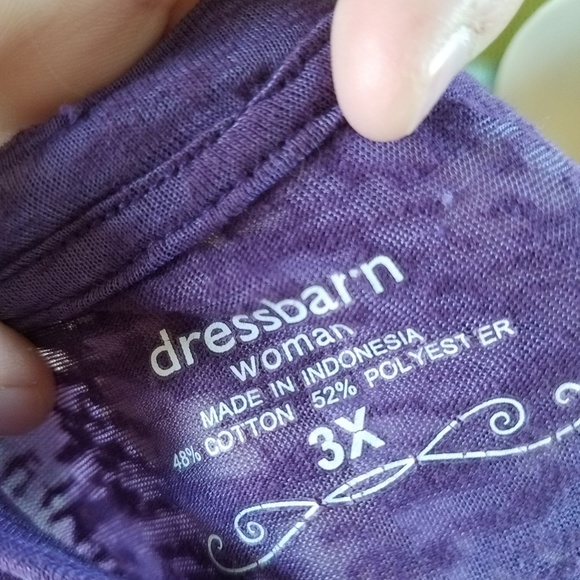 dressbarn
woman
MADE IN INDONESIA
48% COTTON 52% POLYESTER
3X